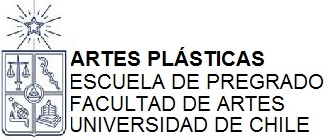 ARTES PLÁSTICAS
ESCUELA DE PREGRADO
FACULTAD DE ARTES
UNIVERSIDAD DE CHILE